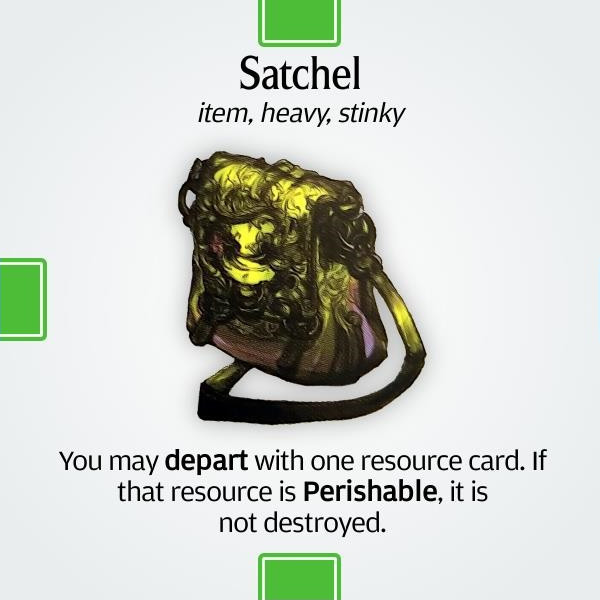 Satchel
item, heavy, stinky
You may depart with one resource card. If
that resource is Perishable, it is
not destroyed.